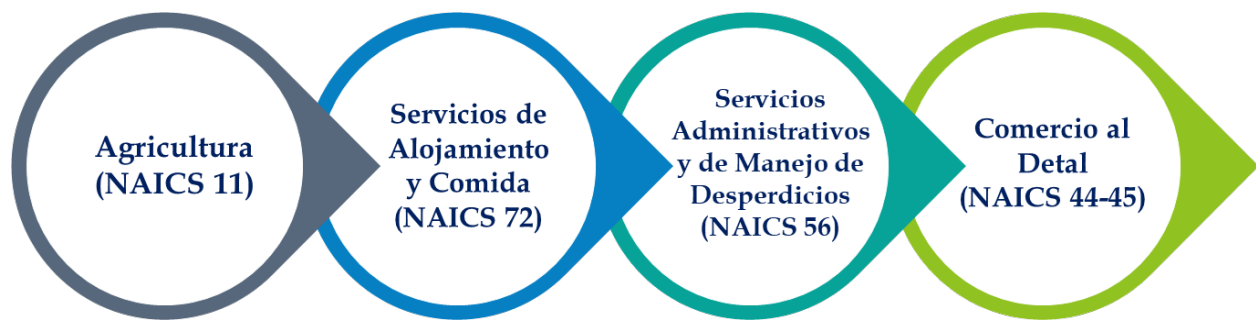 Agricultura
(NAICS 11)
Servicios de
Alojamiento
y Comida
(NAICS 72)
Servicios
Administrativos
y de Manejo de
Desperdicios
(NAICS 56)
Comercio al
Detal
(NAICS 44-45)